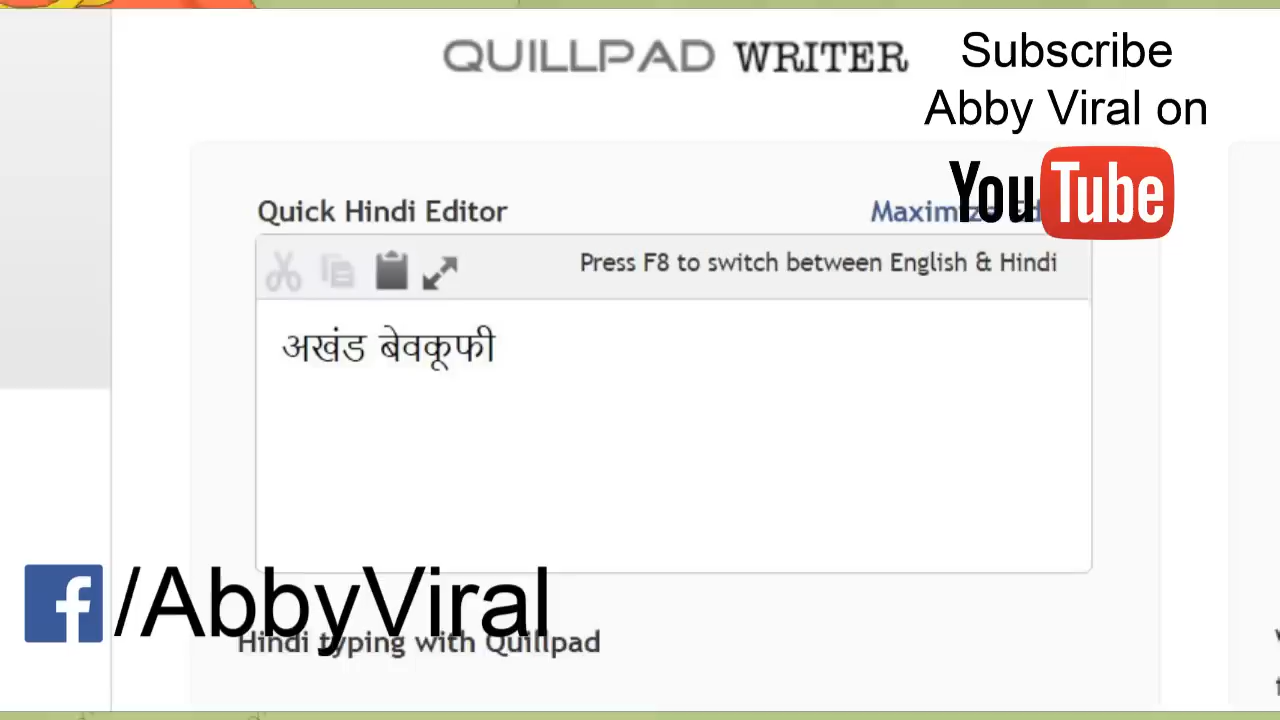 QUILLPAD WRITER
Subscribe
Abby Viral on
YouTube
Quick Hindi Editor
Press F8 to switch between English & Hindi
अखंड बेवकूफी
/AbbyViral
Hindi typing with Quillpad